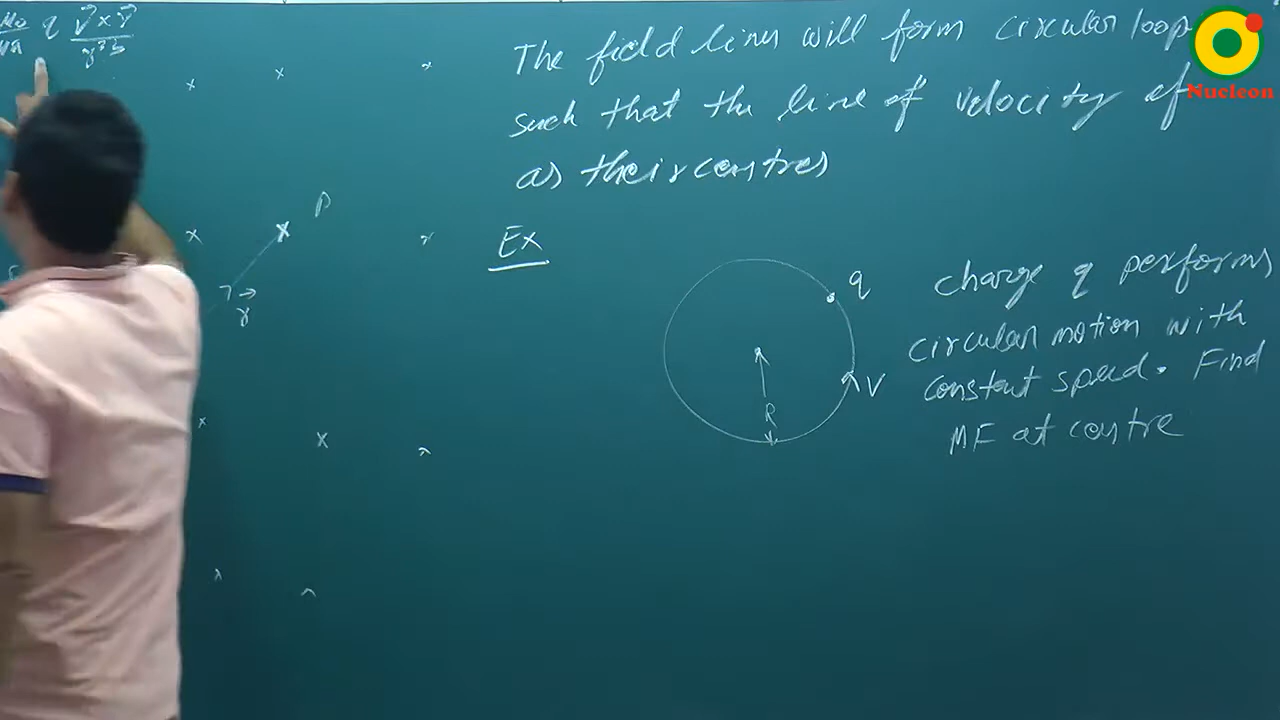 q v⃗ × r⃗
The field lines will form circular loop
such that the line of velocity of
as their centres
P
Ex
r⃗
q
V
R
charge q performs
circular motion with
constant speed. Find
MF at centre
Nucleon